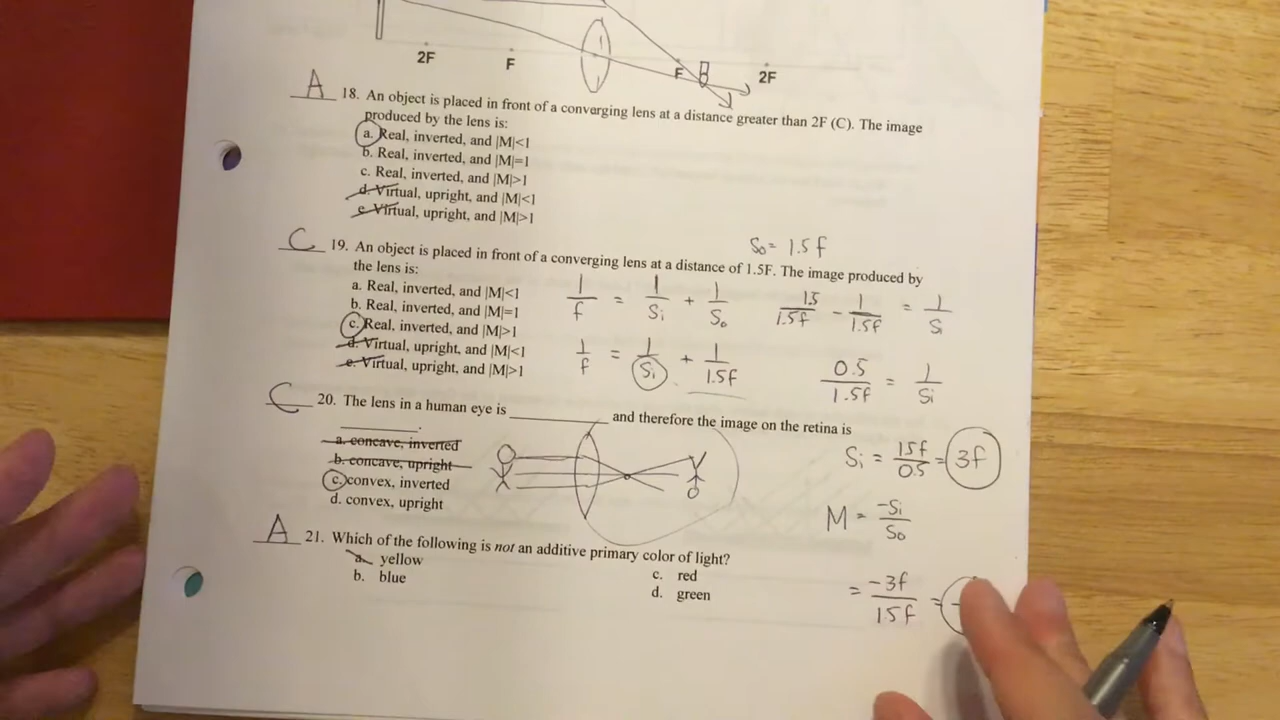 2F F F 2F
A 18. An object is placed in front of a converging lens at a distance greater than 2F (C). The image
produced by the lens is:
a. Real, inverted, and |M|<1
b. Real, inverted, and |M|=1
c. Real, inverted, and |M|>1
d. Virtual, upright, and |M|<1
e. Virtual, upright, and |M|>1
So = 1.5f
C 19. An object is placed in front of a converging lens at a distance of 1.5F. The image produced by
the lens is:
a. Real, inverted, and |M|<1
b. Real, inverted, and |M|=1
c. Real, inverted, and |M|>1
d. Virtual, upright, and |M|<1
e. Virtual, upright, and |M|>1
1/f = 1/Si + 1/So
1/f = 1/Si + 1/1.5f
1.5/1.5f - 1/1.5f = 1/Si
0.5/1.5f = 1/Si
Si = 1.5f/0.5 = 3f
M = -Si/So
= -3f/1.5f = -
C 20. The lens in a human eye is __________ and therefore the image on the retina is
________.
a. concave, inverted
b. concave, upright
c. convex, inverted
d. convex, upright
A 21. Which of the following is not an additive primary color of light?
a. yellow
b. blue
c. red
d. green